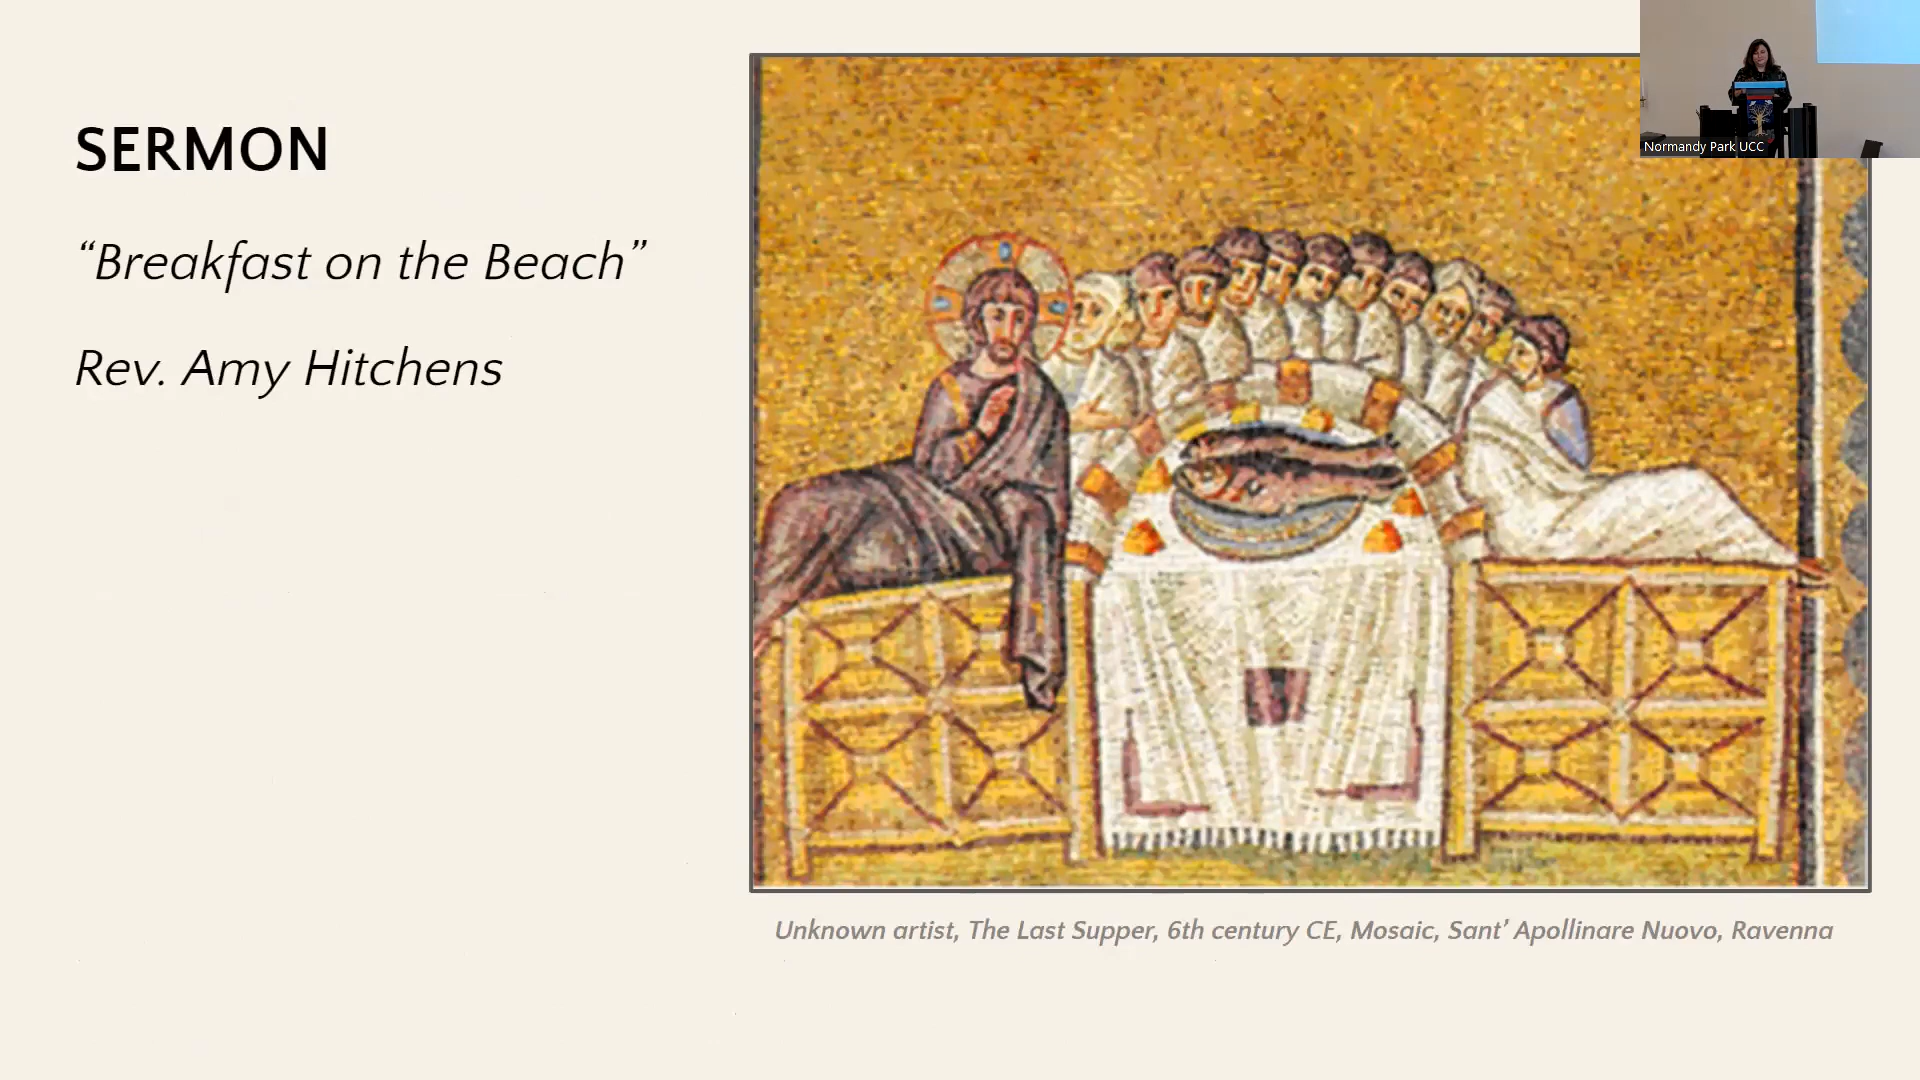 SERMON
“Breakfast on the Beach”
Rev. Amy Hitchens
Normandy Park UCC
Unknown artist, The Last Supper, 6th century CE, Mosaic, Sant’ Apollinare Nuovo, Ravenna